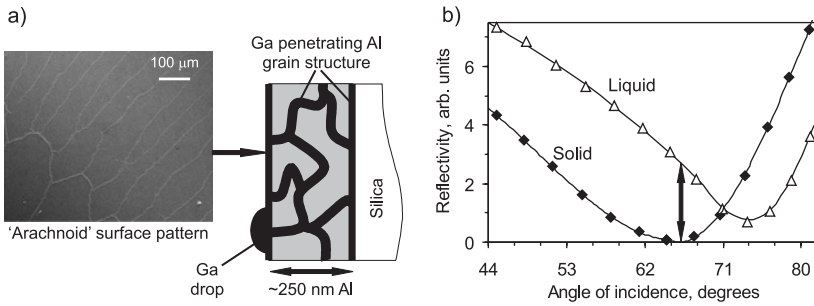 a)
100 µm
'Arachnoid' surface pattern
Ga penetrating Al
grain structure
Silica
Ga
drop
~250 nm Al
b)
Reflectivity, arb. units
6
4
2
0
Liquid
Solid
44 53 62 71 80
Angle of incidence, degrees